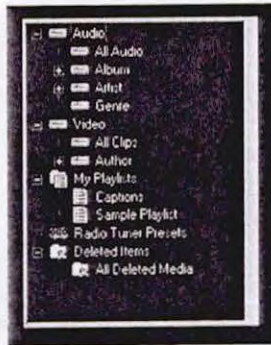 Audio
All Audio
Album
Artist
Genre
Video
All Clips
Author
My Playlists
Captions
Sample Playlist
Radio Tuner Presets
Deleted Items
All Deleted Media